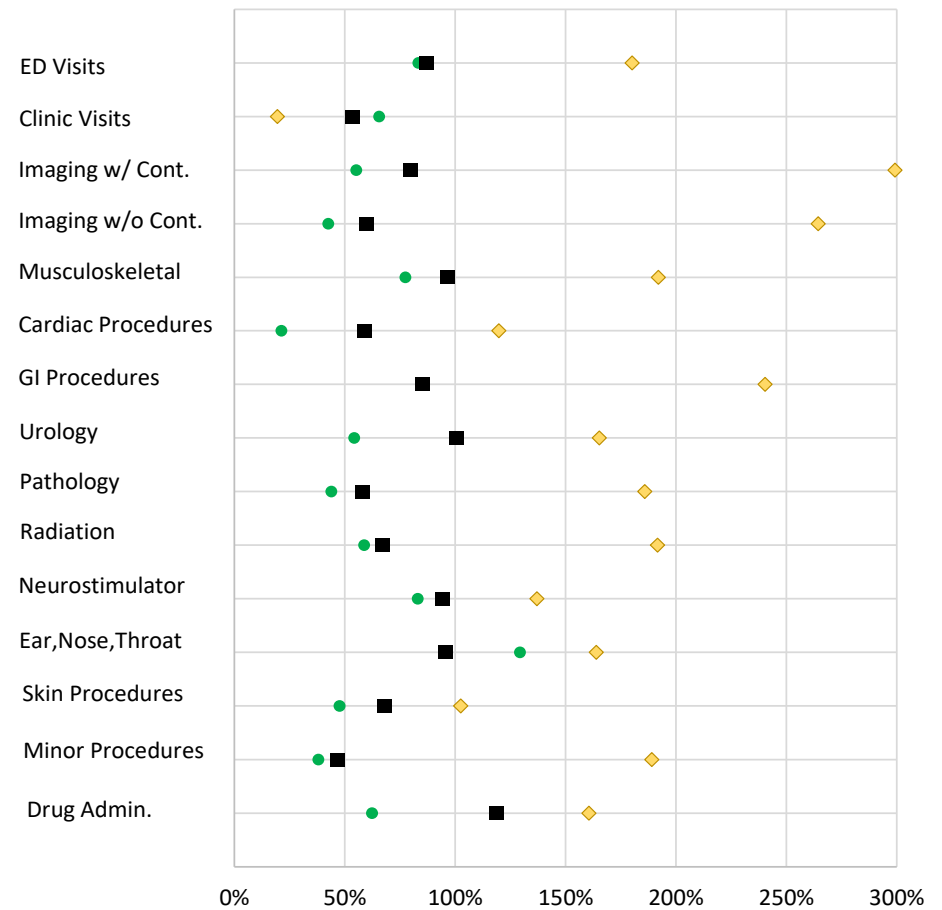 ED Visits
Clinic Visits
Imaging w/ Cont.
Imaging w/o Cont.
Musculoskeletal
Cardiac Procedures
GI Procedures
Urology
Pathology
Radiation
Neurostimulator
Ear,Nose,Throat
Skin Procedures
Minor Procedures
Drug Admin.
0% 50% 100% 150% 200% 250% 300%